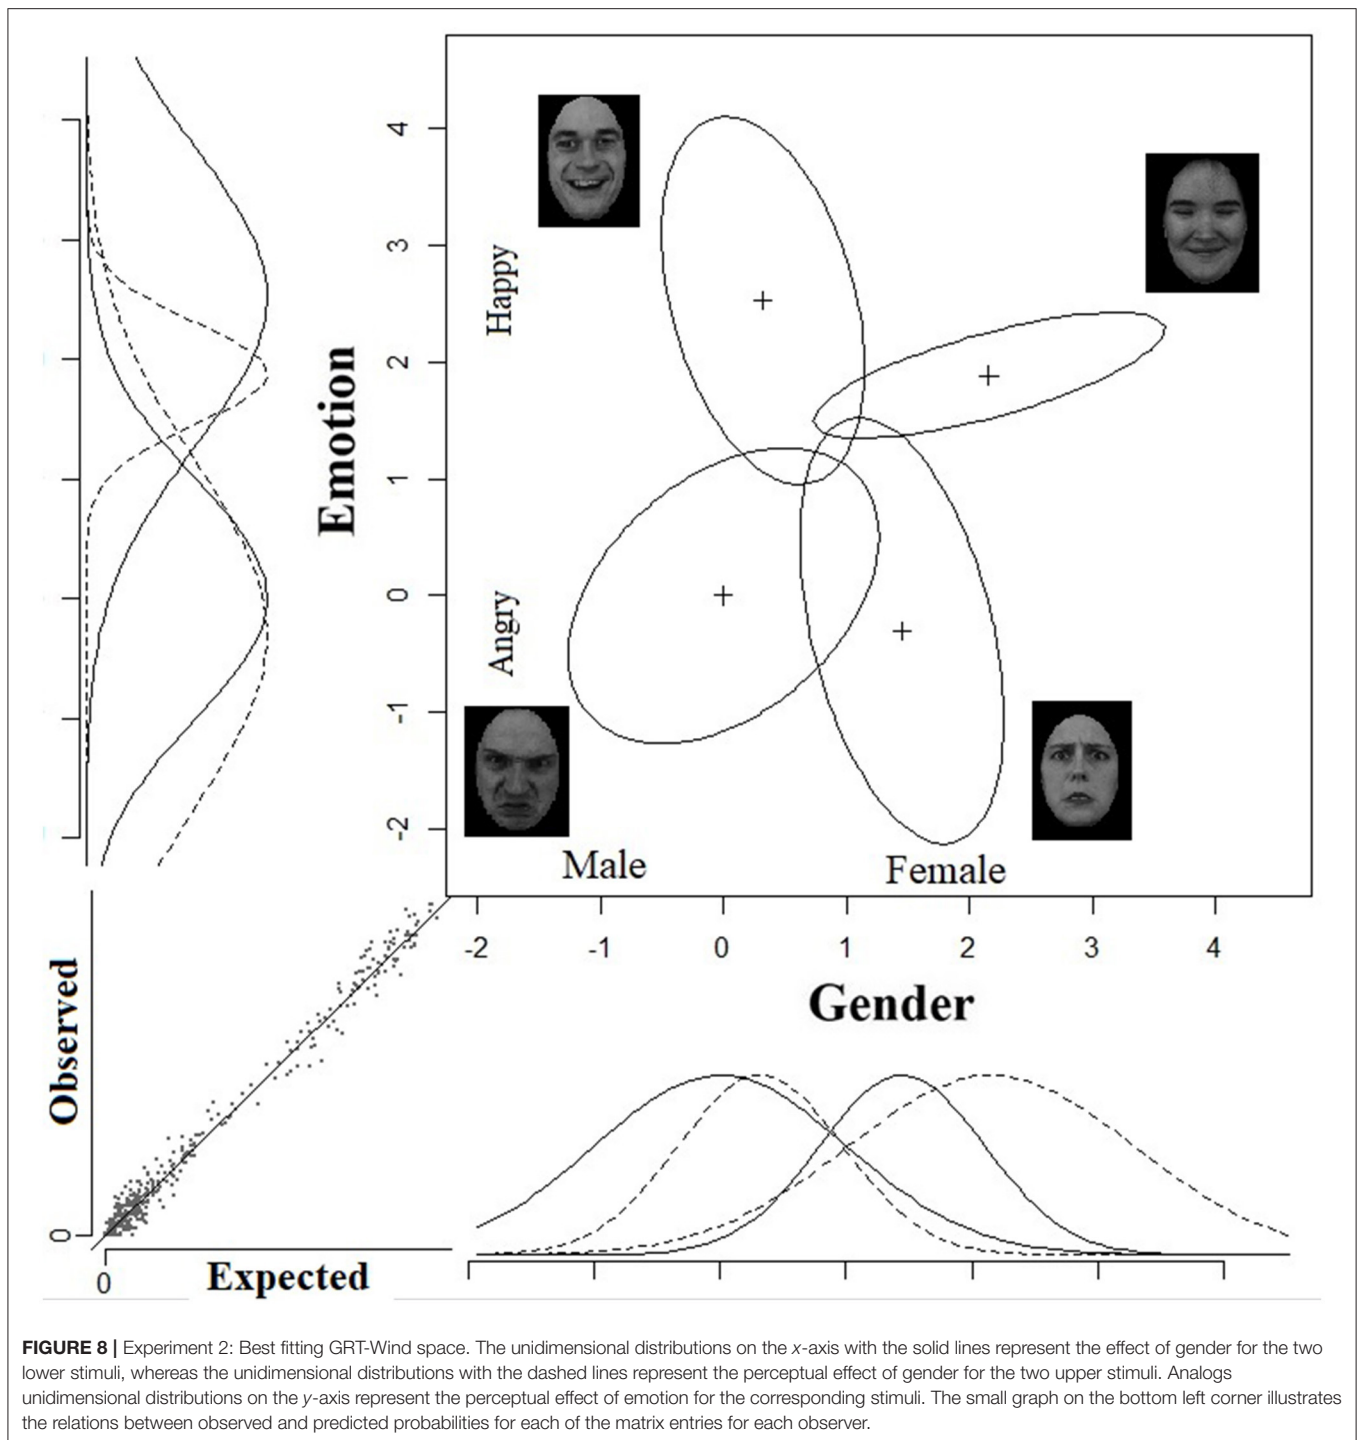 4
3
2
1
0
-1
-2
Happy
Angry
Emotion
Male
Female
-2 -1 0 1 2 3 4
Gender
Observed
0
0
Expected
FIGURE 8 | Experiment 2: Best fitting GRT-Wind space. The unidimensional distributions on the x-axis with the solid lines represent the effect of gender for the two
lower stimuli, whereas the unidimensional distributions with the dashed lines represent the perceptual effect of gender for the two upper stimuli. Analogs
unidimensional distributions on the y-axis represent the perceptual effect of emotion for the corresponding stimuli. The small graph on the bottom left corner illustrates
the relations between observed and predicted probabilities for each of the matrix entries for each observer.